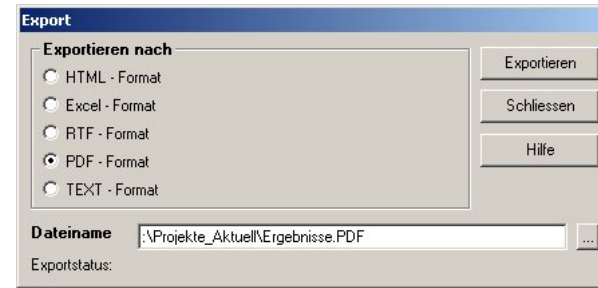 Export
Exportieren nach
HTML - Format
Excel - Format
RTF - Format
PDF - Format
TEXT - Format
Exportieren
Schliessen
Hilfe
Dateiname :\Projekte_Aktuell\Ergebnisse.PDF ...
Exportstatus: